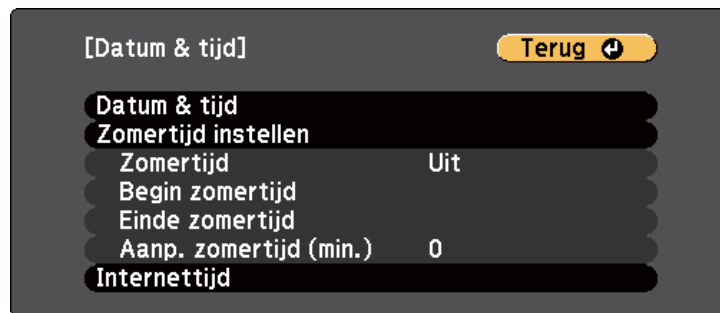 [Datum & tijd] Terug
Datum & tijd
Zomertijd instellen
Zomertijd Uit
Begin zomertijd
Einde zomertijd
Aanp. zomertijd (min.) 0
Internettijd